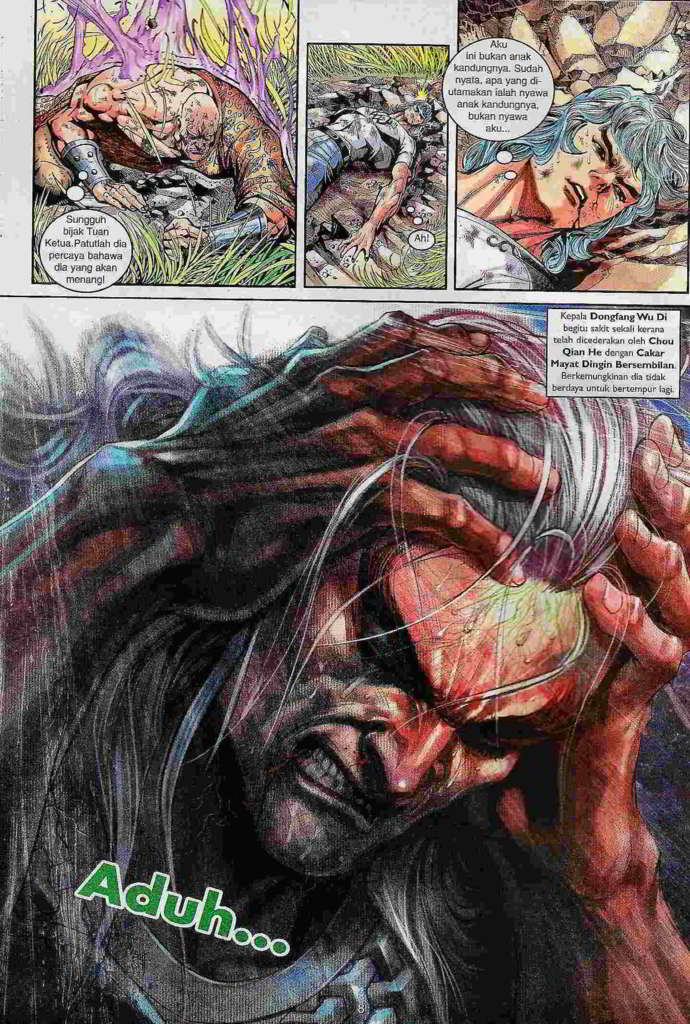 Sungguh
bijak Tuan
Ketua.Patutlah dia
percaya bahawa
dia yang akan
menang!
Ah!
Aku
ini bukan anak
kandungnya. Sudah
nyata, apa yang di-
utamakan ialah nyawa
anak kandungnya,
bukan nyawa
aku...
Kepala Dongfang Wu Di
begitu sakit sekali kerana
telah dicederakan oleh Chou
Qian He dengan Cakar
Mayat Dingin Bersembilan.
Berkemungkinan dia tidak
berdaya untuk bertempur lagi.
Aduh...
8